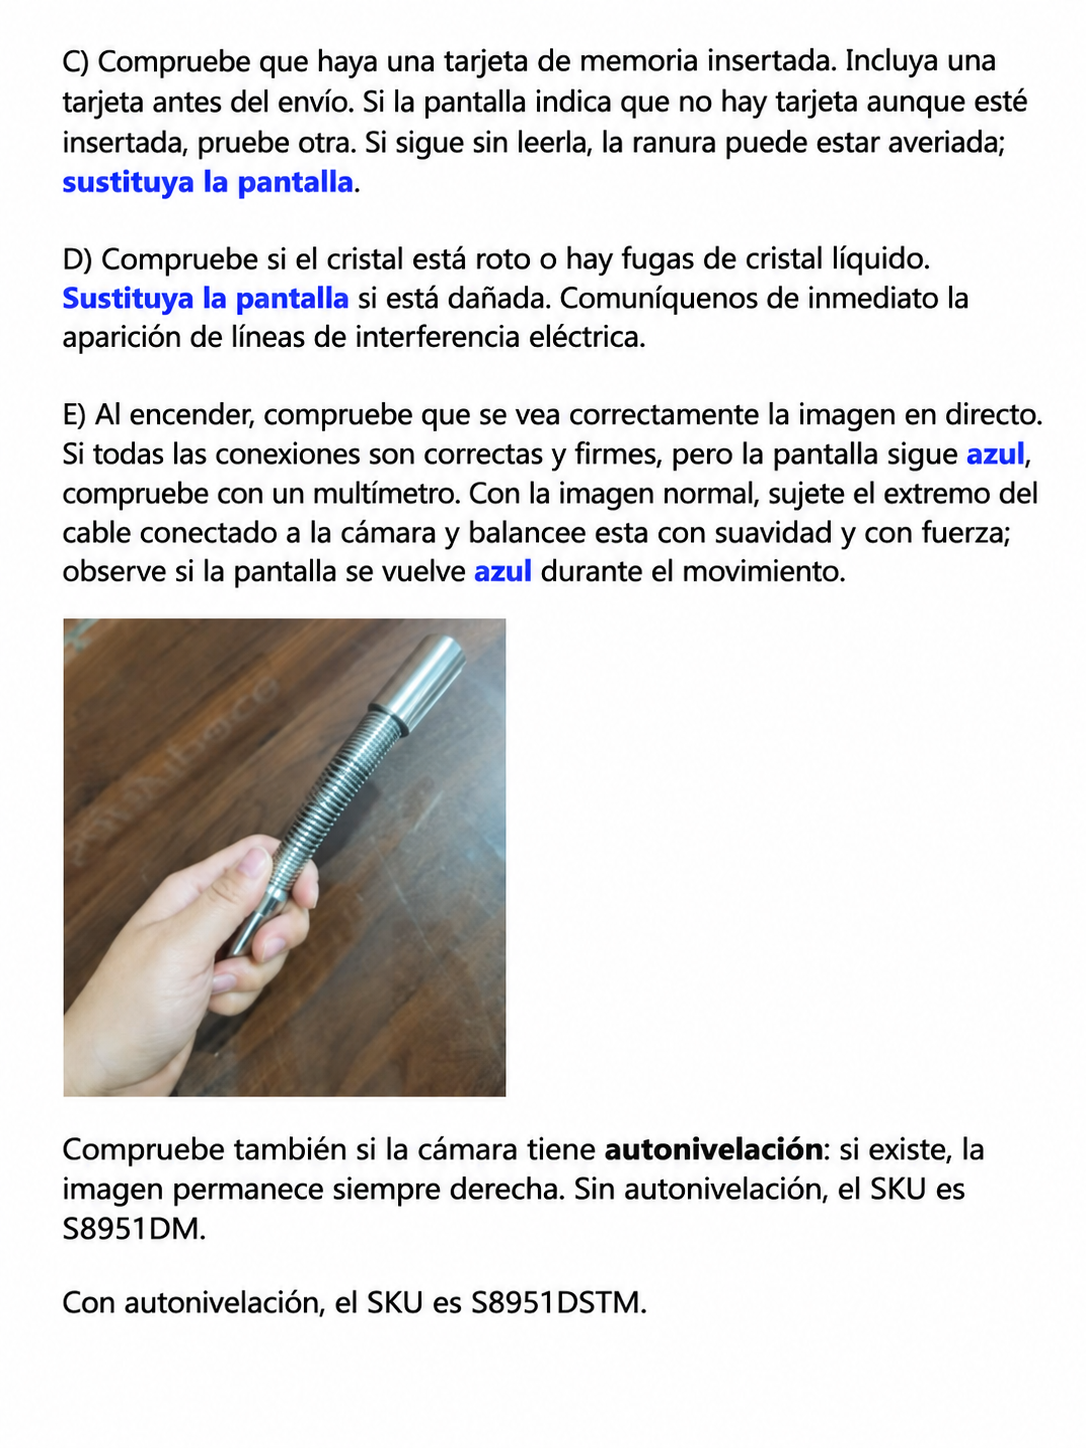 C) Compruebe que haya una tarjeta de memoria insertada. Incluya una
tarjeta antes del envío. Si la pantalla indica que no hay tarjeta aunque esté
insertada, pruebe otra. Si sigue sin leerla, la ranura puede estar averiada;
sustituya la pantalla.
D) Compruebe si el cristal está roto o hay fugas de cristal líquido.
Sustituya la pantalla si está dañada. Comuníquenos de inmediato la
aparición de líneas de interferencia eléctrica.
E) Al encender, compruebe que se vea correctamente la imagen en directo.
Si todas las conexiones son correctas y firmes, pero la pantalla sigue azul,
compruebe con un multímetro. Con la imagen normal, sujete el extremo del
cable conectado a la cámara y balancee esta con suavidad y con fuerza;
observe si la pantalla se vuelve azul durante el movimiento.
Compruebe también si la cámara tiene autonivelación: si existe, la
imagen permanece siempre derecha. Sin autonivelación, el SKU es
S8951DM.
Con autonivelación, el SKU es S8951DSTM.